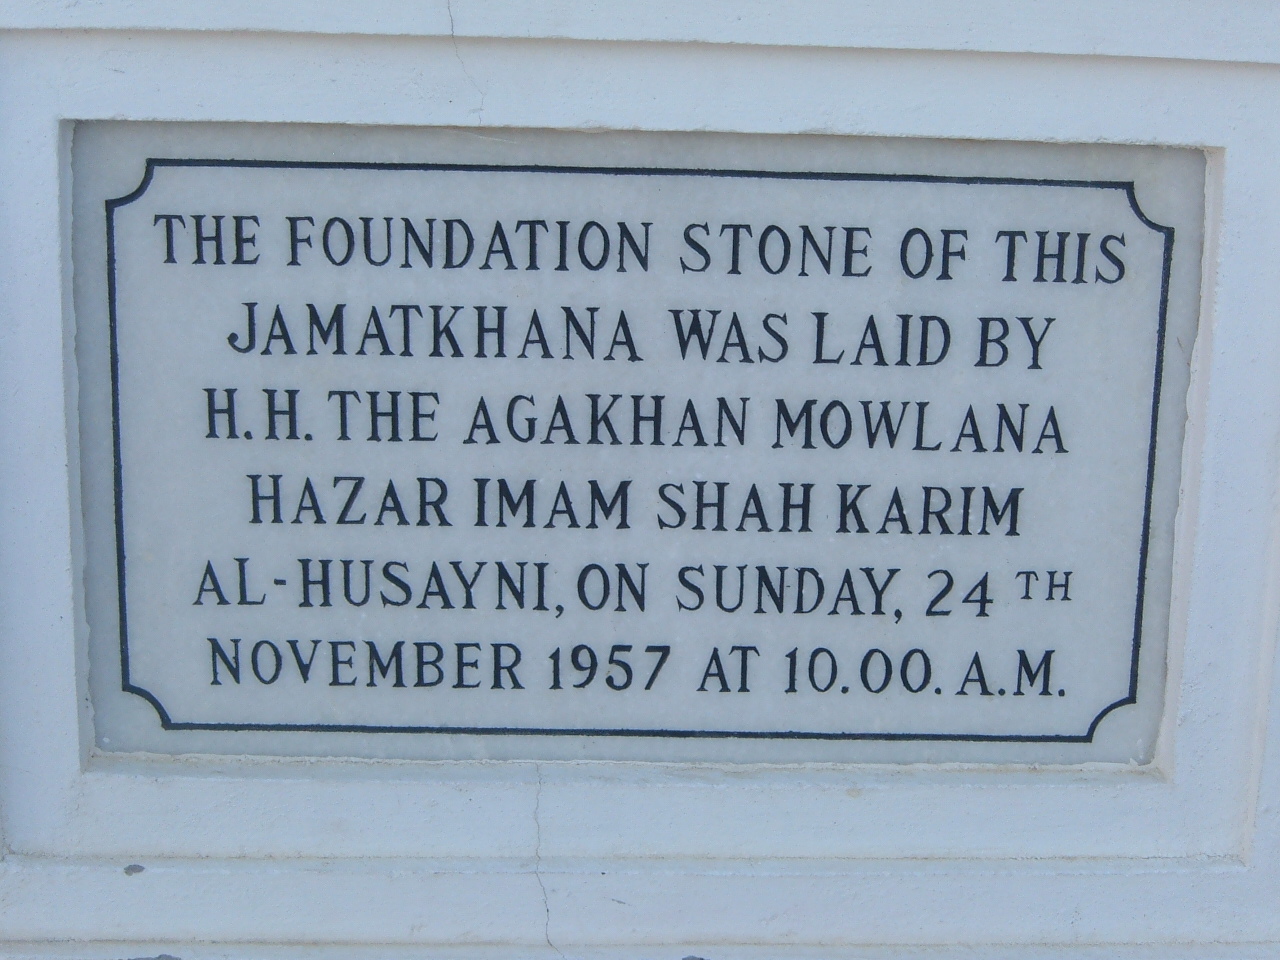 THE FOUNDATION STONE OF THIS
JAMATKHANA WAS LAID BY
H.H. THE AGAKHAN MOWLANA
HAZAR IMAM SHAH KARIM
AL-HUSAYNI, ON SUNDAY, 24 TH
NOVEMBER 1957 AT 10.00. A.M.